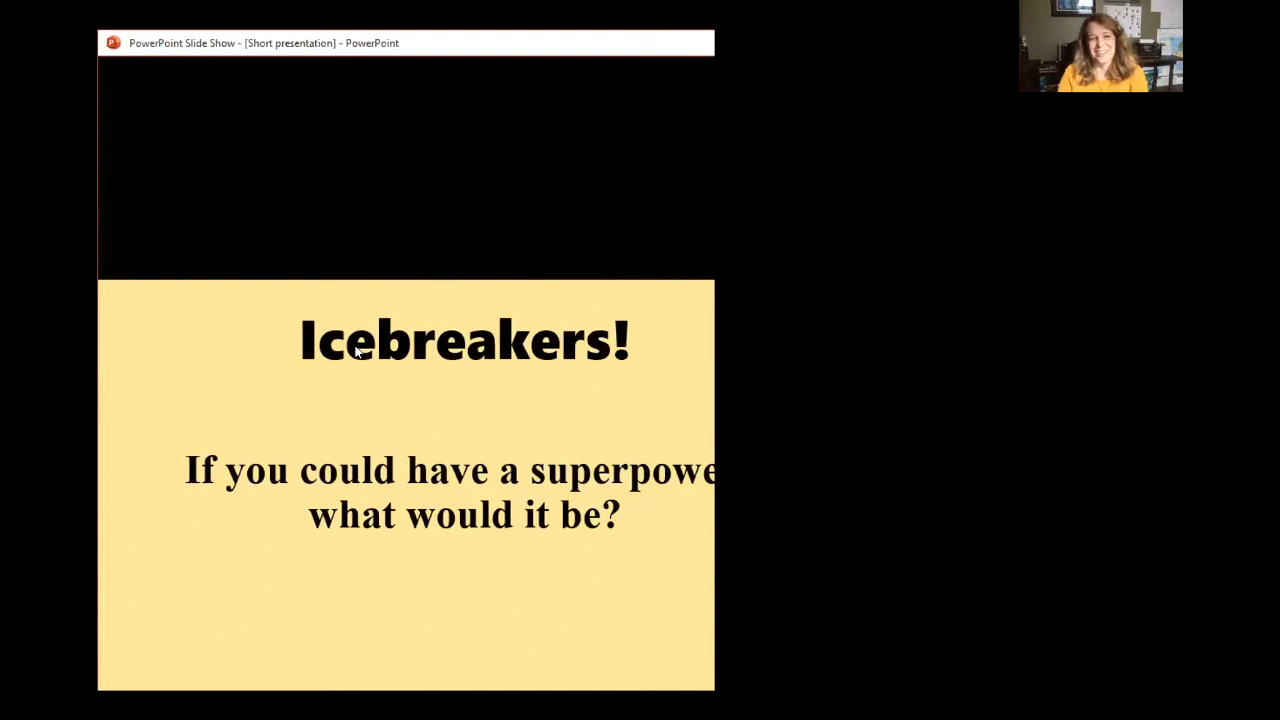 PowerPoint Slide Show - [Short presentation] - PowerPoint
Icebreakers!
If you could have a superpowe
what would it be?